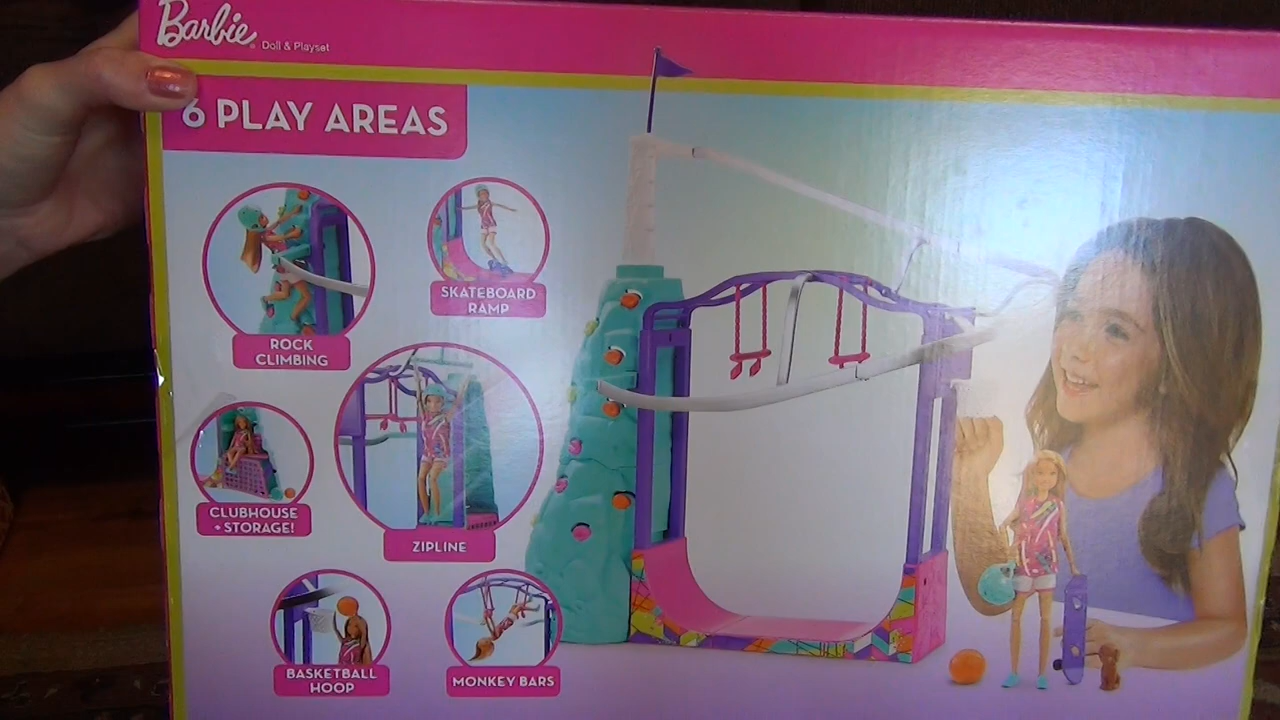 Barbie®
Doll & Playset
6 PLAY AREAS
ROCK
CLIMBING
SKATEBOARD
RAMP
CLUBHOUSE
+ STORAGE!
ZIPLINE
BASKETBALL
HOOP
MONKEY BARS